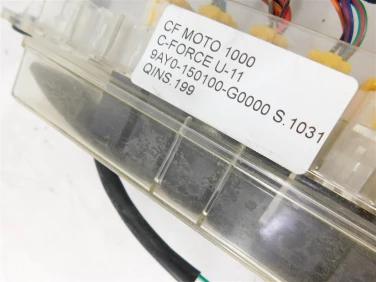 CF MOTO 1000
C-FORCE U-11
9AY0-150100-G0000 S.1031
QINS.199